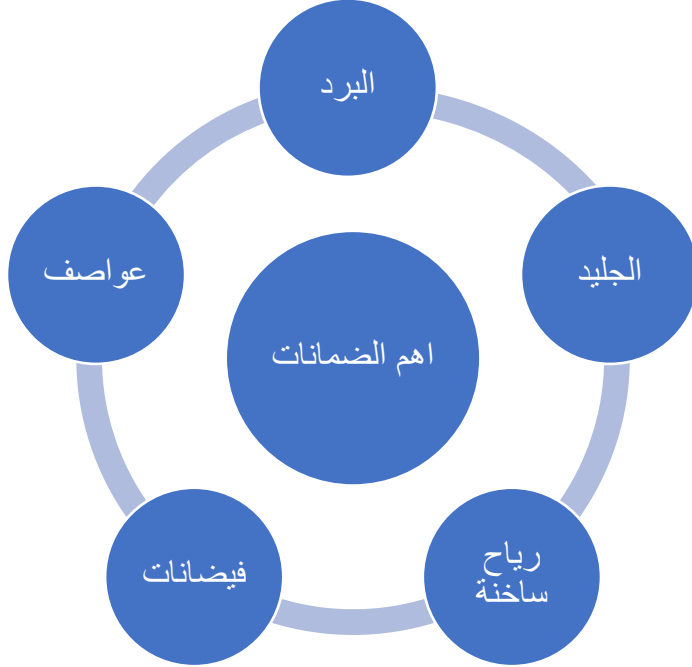 البرد
الجليد
رياح
ساخنة
فيضانات
عواصف
اهم الضمانات